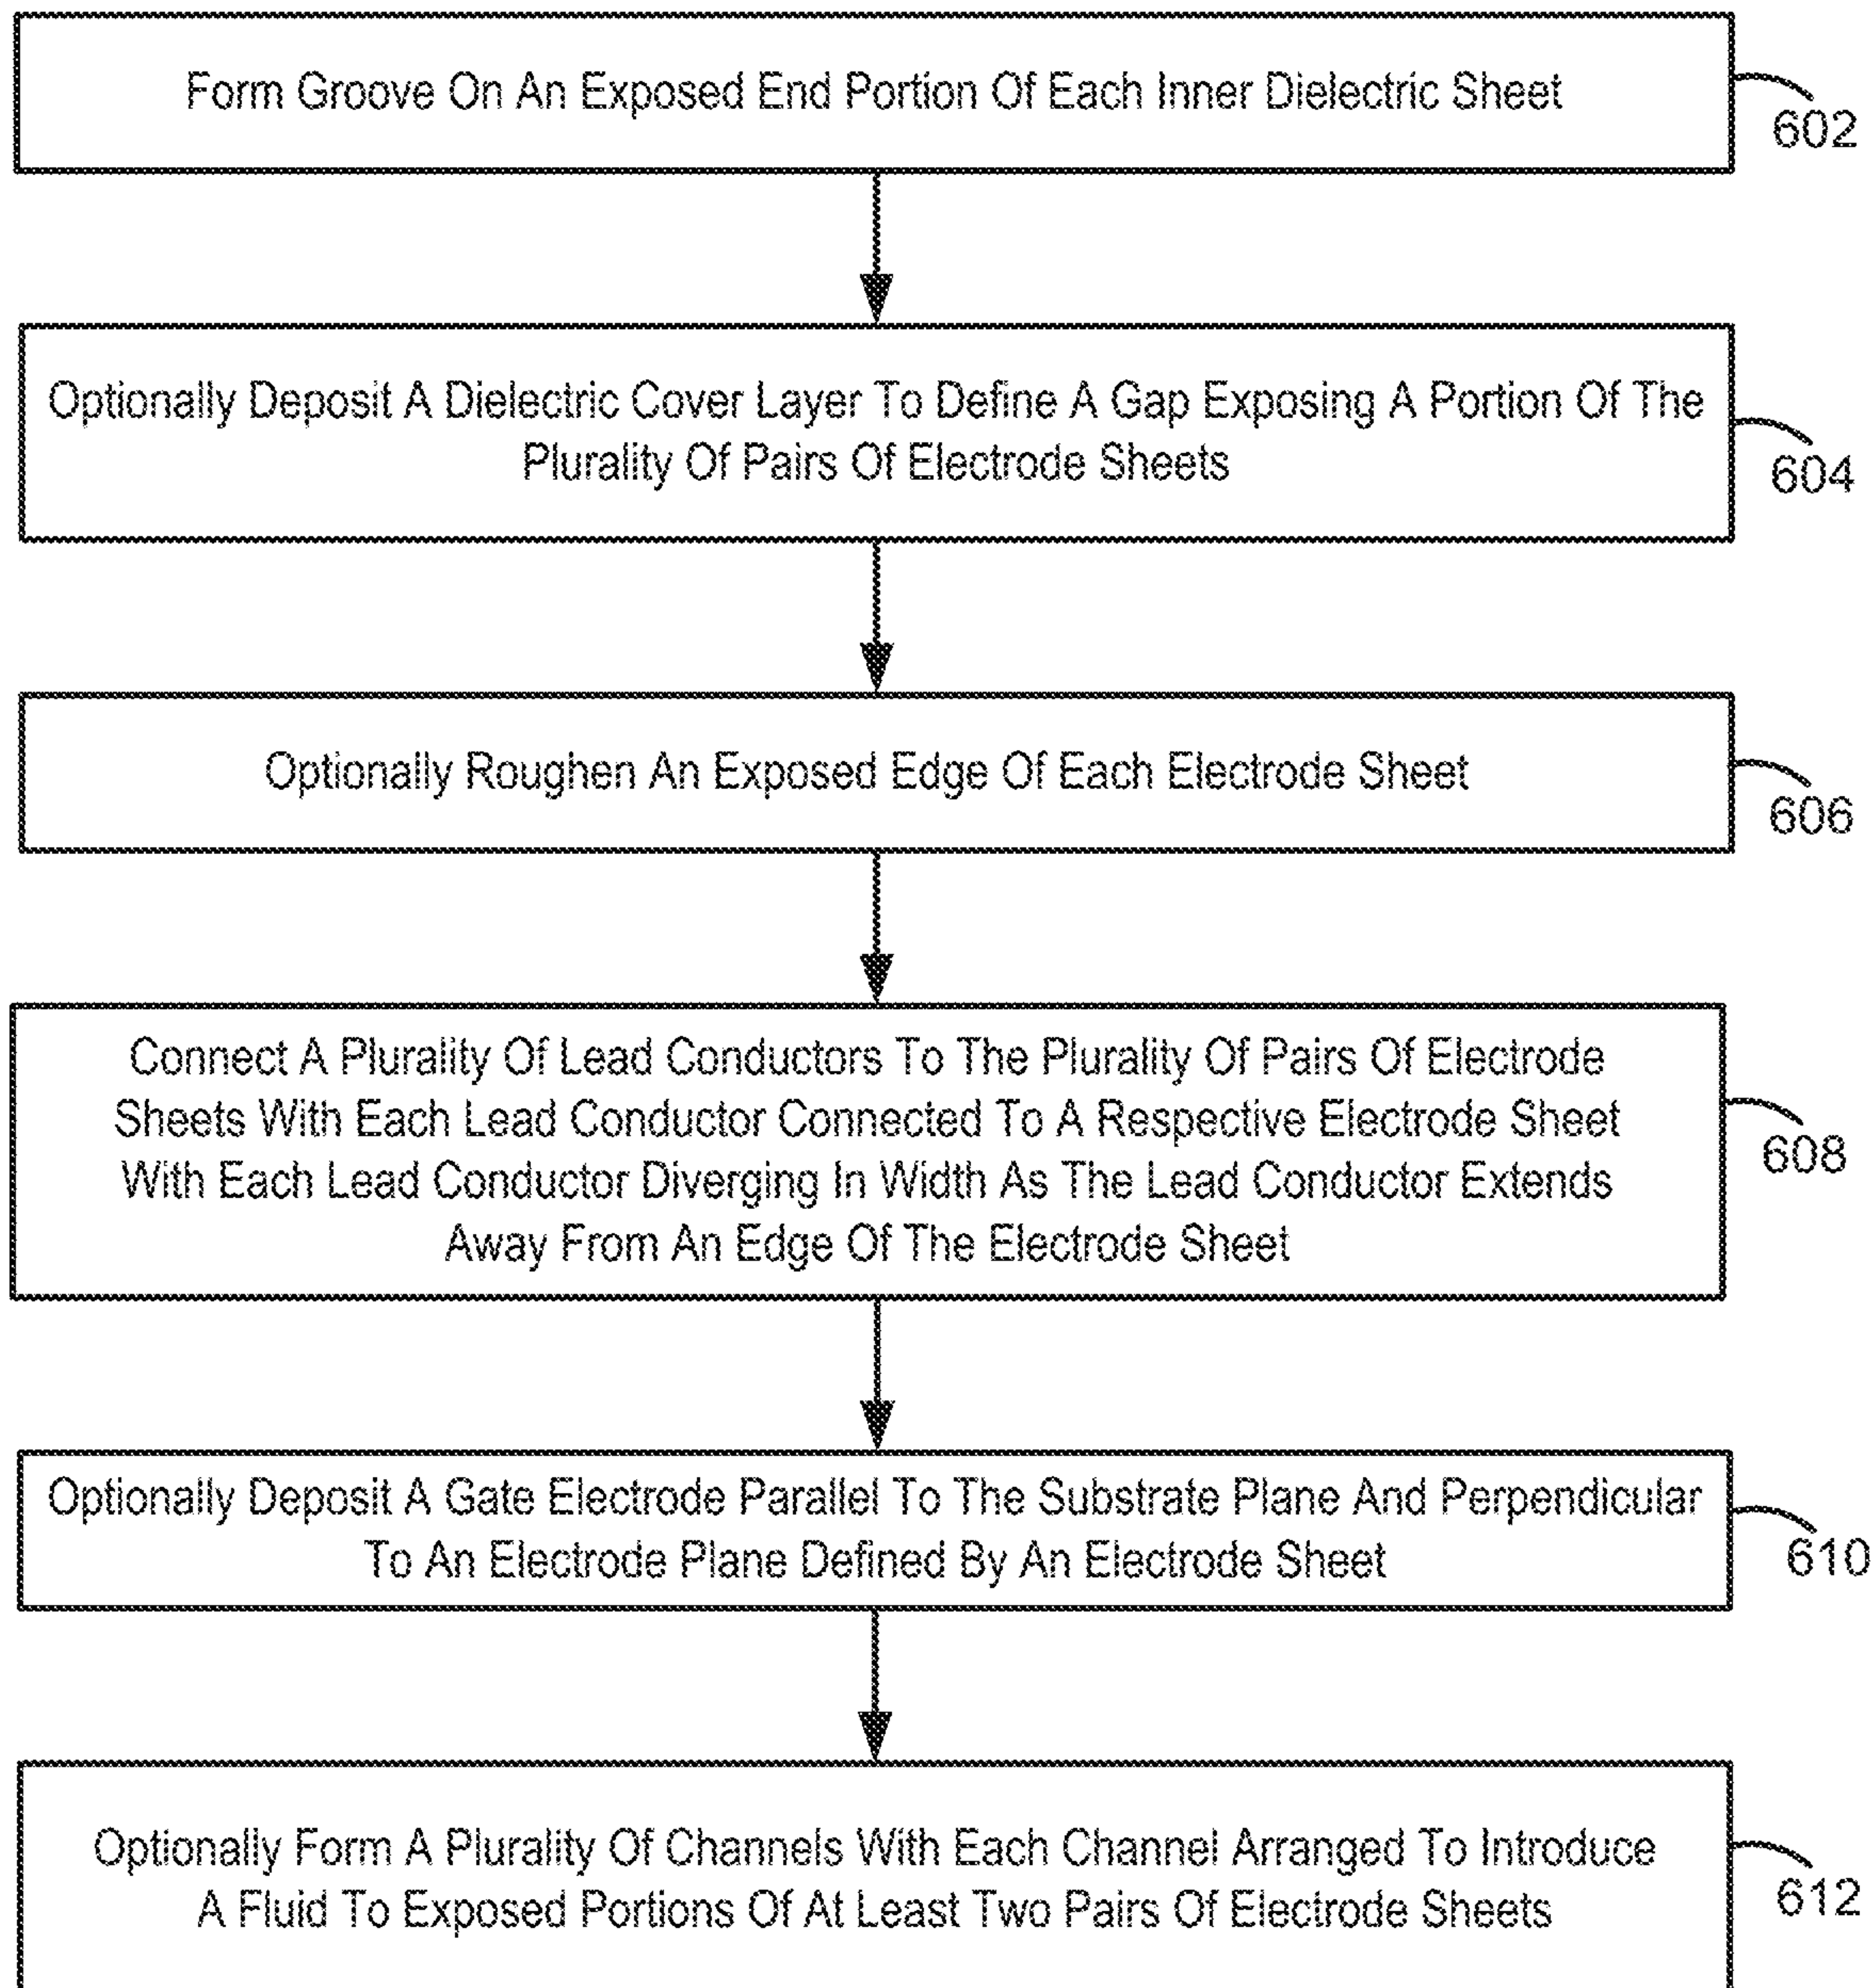 Form Groove On An Exposed End Portion Of Each Inner Dielectric Sheet
602
Optionally Deposit A Dielectric Cover Layer To Define A Gap Exposing A Portion Of The
Plurality Of Pairs Of Electrode Sheets
604
Optionally Roughen An Exposed Edge Of Each Electrode Sheet
606
Connect A Plurality Of Lead Conductors To The Plurality Of Pairs Of Electrode
Sheets With Each Lead Conductor Connected To A Respective Electrode Sheet
With Each Lead Conductor Diverging In Width As The Lead Conductor Extends
Away From An Edge Of The Electrode Sheet
608
Optionally Deposit A Gate Electrode Parallel To The Substrate Plane And Perpendicular
To An Electrode Plane Defined By An Electrode Sheet
610
Optionally Form A Plurality Of Channels With Each Channel Arranged To Introduce
A Fluid To Exposed Portions Of At Least Two Pairs Of Electrode Sheets
612